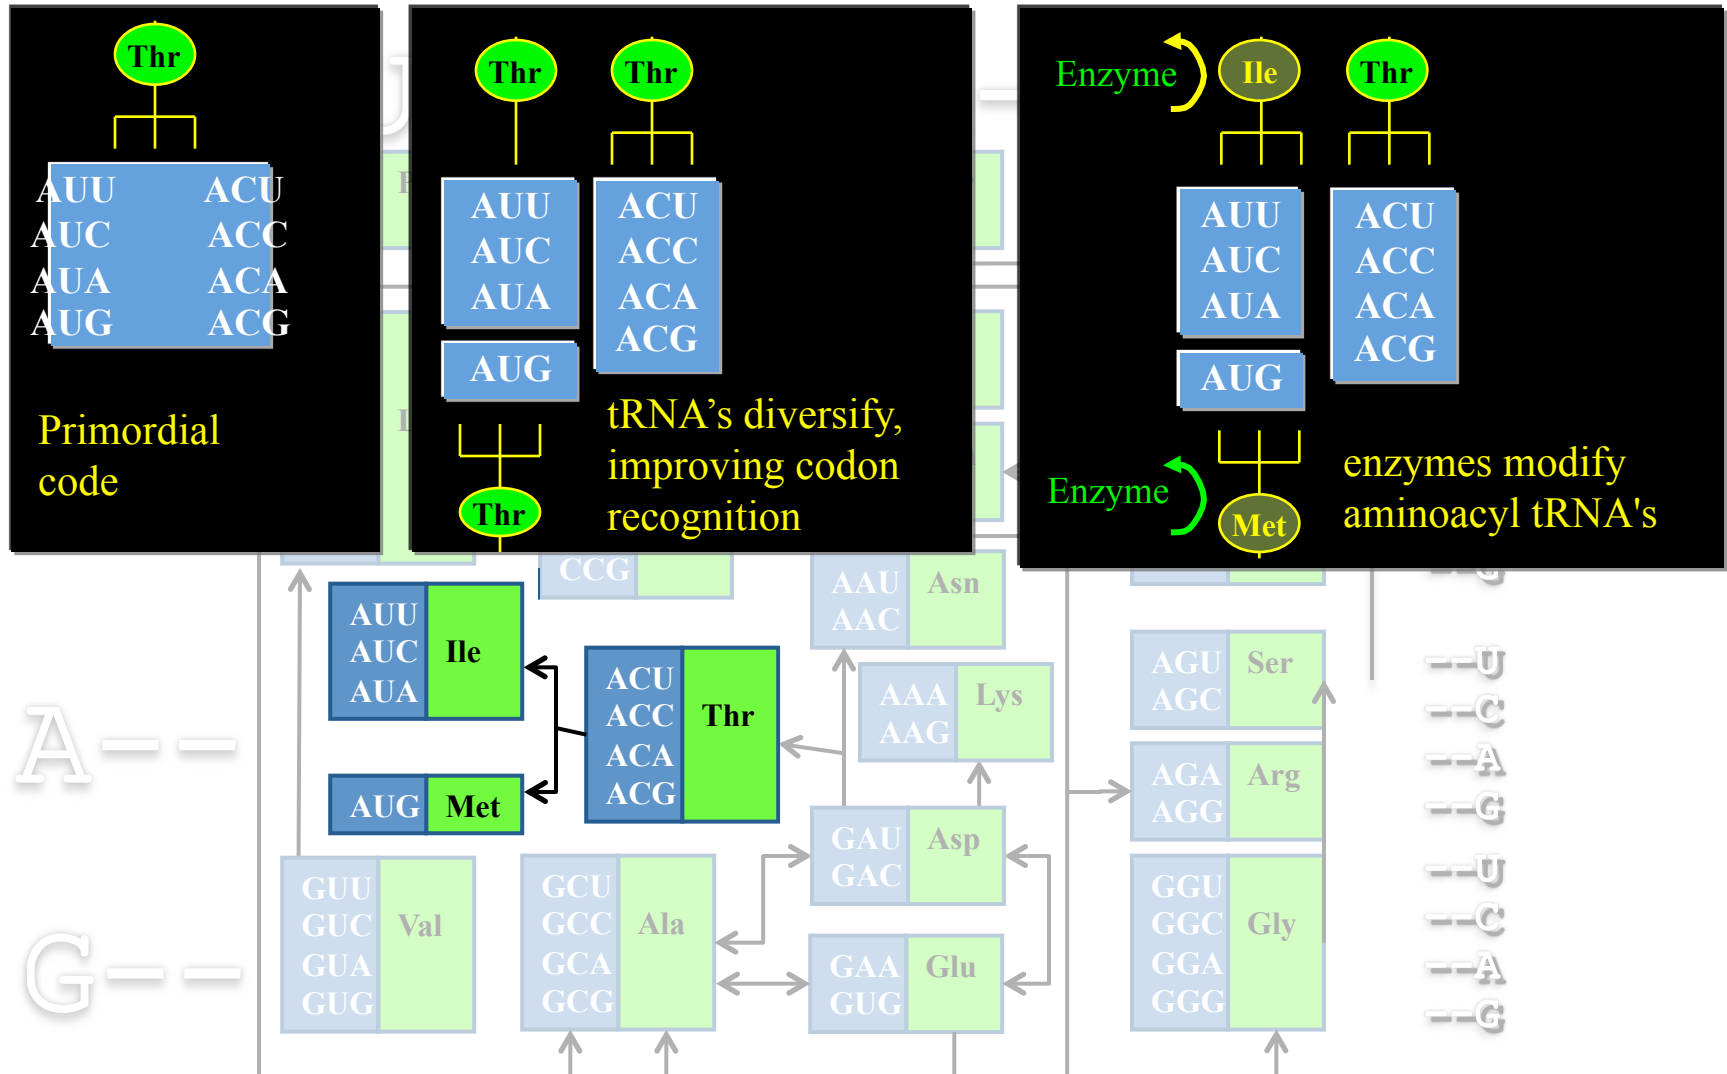 Thr
AUU ACU
AUC ACC
AUA ACA
AUG ACG
Primordial
code
Thr Thr
AUU ACU
AUC ACC
AUA ACA
AUG ACG
Thr
tRNA’s diversify,
improving codon
recognition
Enzyme Ile Thr
AUU ACU
AUC ACC
AUA ACA
AUG ACG
Enzyme Met
enzymes modify
aminoacyl tRNA's
U
--
CCG
AAU Asn
AAC
--G
A--
AUU
AUC Ile
AUA
AUG Met
ACU
ACC Thr
ACA
ACG
AAA Lys
AAG
AGU Ser
AGC
AGA Arg
AGG
--U
--C
--A
--G
G--
GUU
GUC Val
GUA
GUG
GCU
GCC Ala
GCA
GCG
GAU Asp
GAC
GAA Glu
GUG
GGU
GGC Gly
GGA
GGG
--U
--C
--A
--G